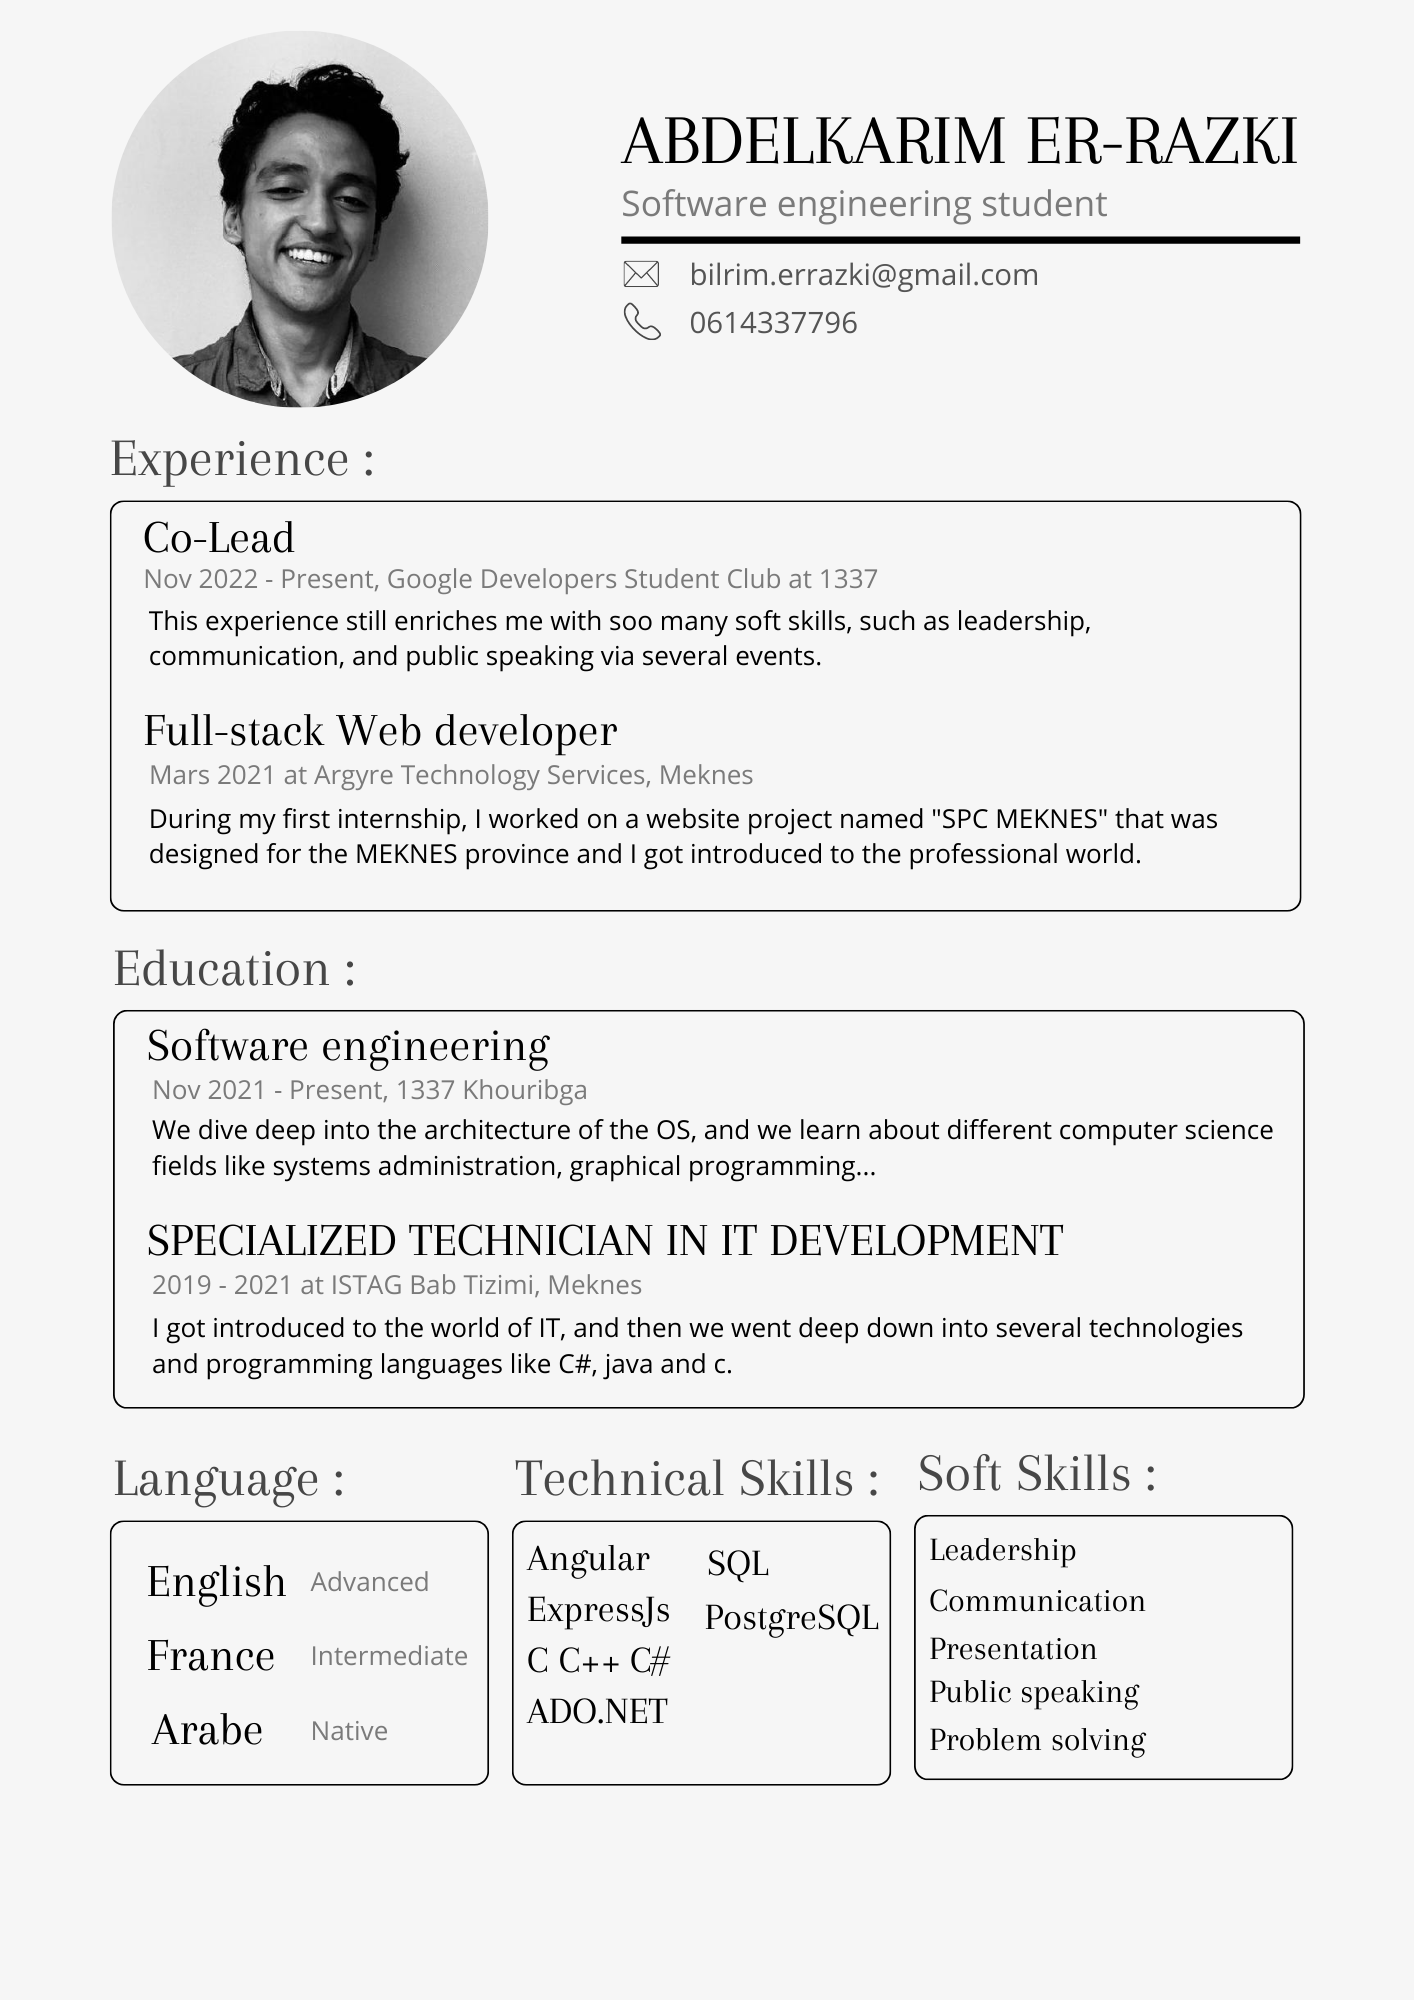 ABDELKARIM ER-RAZKI
Software engineering student
bilrim.errazki@gmail.com
0614337796
Experience :
Co-Lead
Nov 2022 - Present, Google Developers Student Club at 1337
This experience still enriches me with soo many soft skills, such as leadership,
communication, and public speaking via several events.
Full-stack Web developer
Mars 2021 at Argyre Technology Services, Meknes
During my first internship, I worked on a website project named "SPC MEKNES" that was
designed for the MEKNES province and I got introduced to the professional world.
Education :
Software engineering
Nov 2021 - Present, 1337 Khouribga
We dive deep into the architecture of the OS, and we learn about different computer science
fields like systems administration, graphical programming...
SPECIALIZED TECHNICIAN IN IT DEVELOPMENT
2019 - 2021 at ISTAG Bab Tizimi, Meknes
I got introduced to the world of IT, and then we went deep down into several technologies
and programming languages like C#, java and c.
Language :
English Advanced
France Intermediate
Arabe Native
Technical Skills :
Angular
ExpressJs
C C++ C#
ADO.NET
SQL
PostgreSQL
Soft Skills :
Leadership
Communication
Presentation
Public speaking
Problem solving